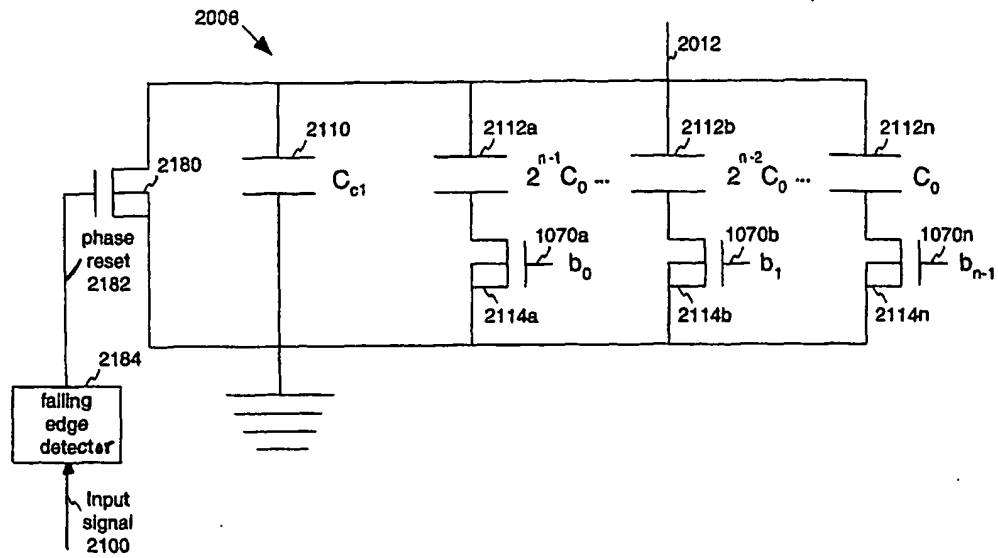 2006
2012
2110
2112a
2112b
2112n
2180
C_c1
2^n-1 C_0 ...
2^n-2 C_0 ...
C_0
phase
reset
2182
1070a
b_0
1070b
b_1
1070n
b_n-1
2114a
2114b
2114n
2184
falling
edge
detector
Input
signal
2100